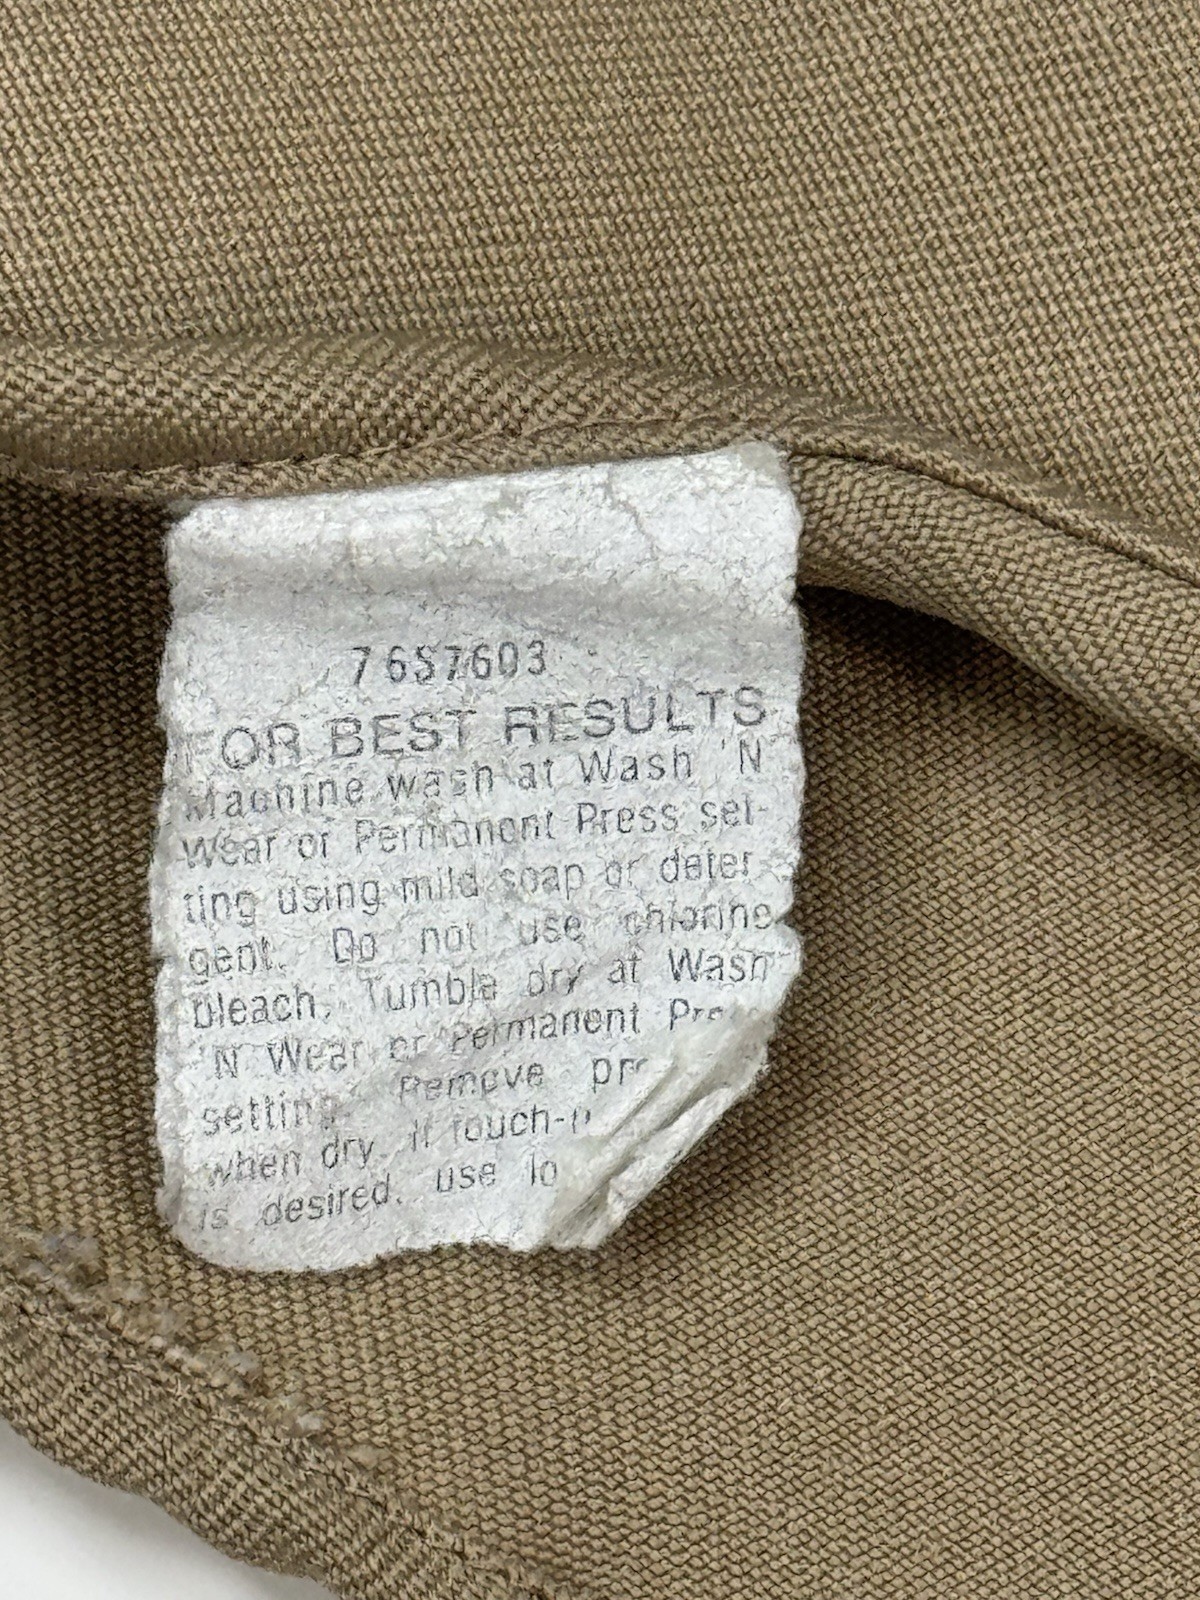 7657603
FOR BEST RESULTS
Machine wash at Wash 'N
Wear or Permanent Press set-
ting using mild soap or deter
gent. Do not use chlorine
bleach. Tumble dry at Wash
'N Wear or Permanent
setting. Remove
when dry. If touch-
is desired, use